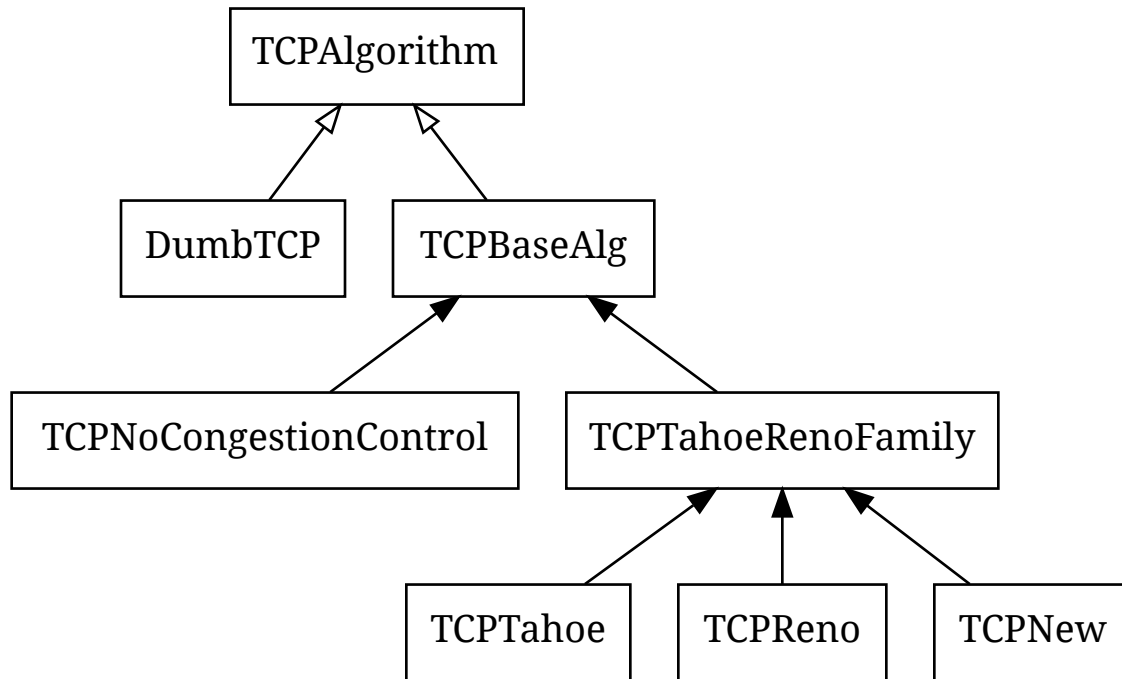 TCPAlgorithm
DumbTCP
TCPBaseAlg
TCPNoCongestionControl
TCPTahoeRenoFamily
TCPTahoe
TCPReno
TCPNew